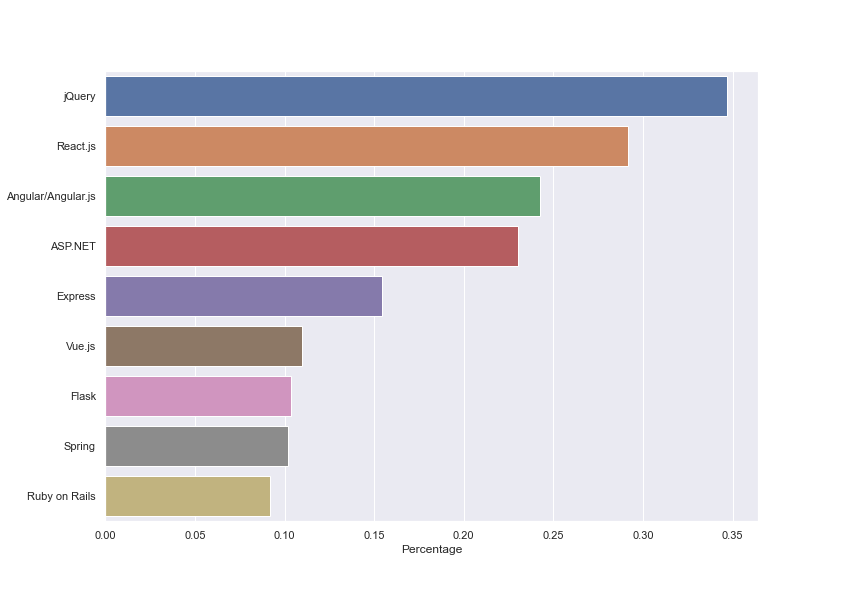 jQuery
React.js
Angular/Angular.js
ASP.NET
Express
Vue.js
Flask
Spring
Ruby on Rails
0.00 0.05 0.10 0.15 0.20 0.25 0.30 0.35
Percentage